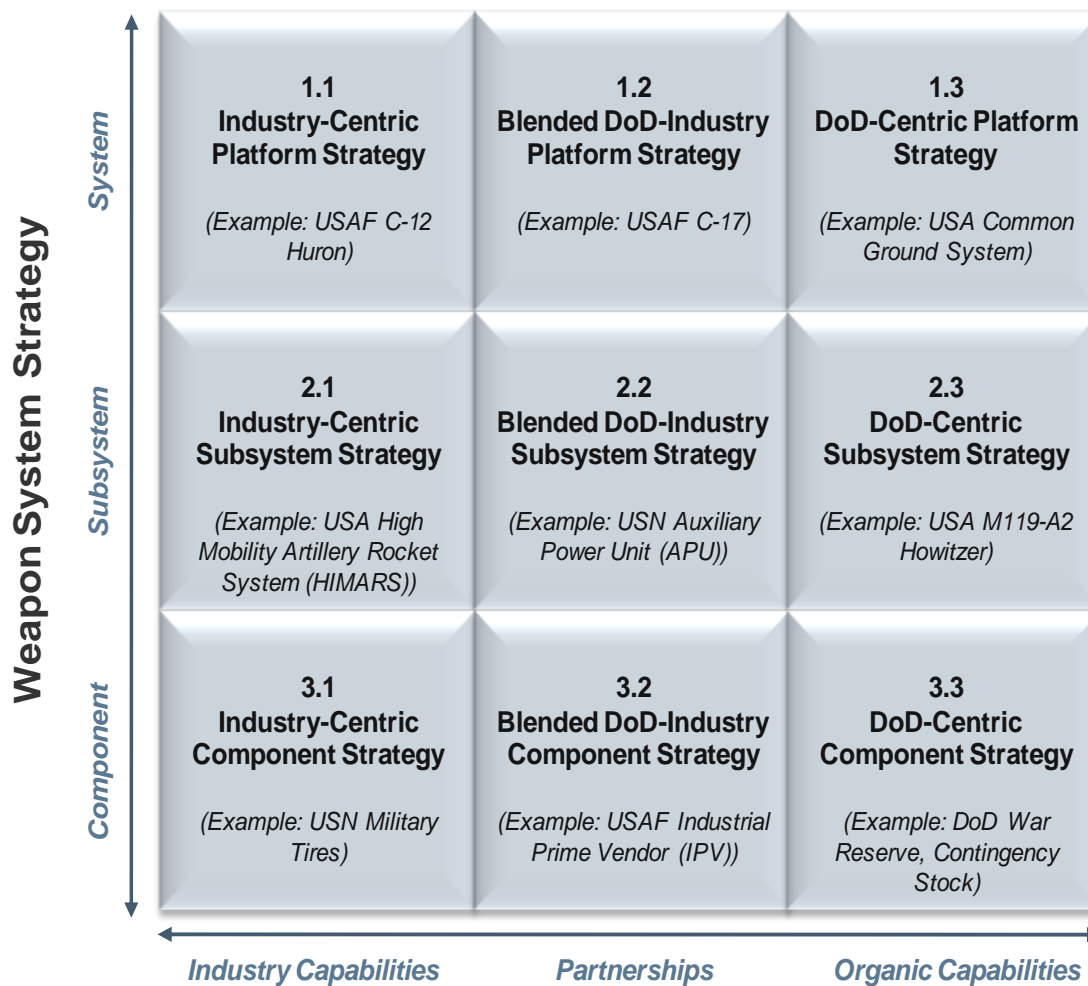 Weapon System Strategy
System
1.1
Industry-Centric
Platform Strategy
(Example: USAF C-12
Huron)
1.2
Blended DoD-Industry
Platform Strategy
(Example: USAF C-17)
1.3
DoD-Centric Platform
Strategy
(Example: USA Common
Ground System)
Subsystem
2.1
Industry-Centric
Subsystem Strategy
(Example: USA High
Mobility Artillery Rocket
System (HIMARS))
2.2
Blended DoD-Industry
Subsystem Strategy
(Example: USN Auxiliary
Power Unit (APU))
2.3
DoD-Centric
Subsystem Strategy
(Example: USA M119-A2
Howitzer)
Component
3.1
Industry-Centric
Component Strategy
(Example: USN Military
Tires)
3.2
Blended DoD-Industry
Component Strategy
(Example: USAF Industrial
Prime Vendor (IPV))
3.3
DoD-Centric
Component Strategy
(Example: DoD War
Reserve, Contingency
Stock)
Industry Capabilities
Partnerships
Organic Capabilities